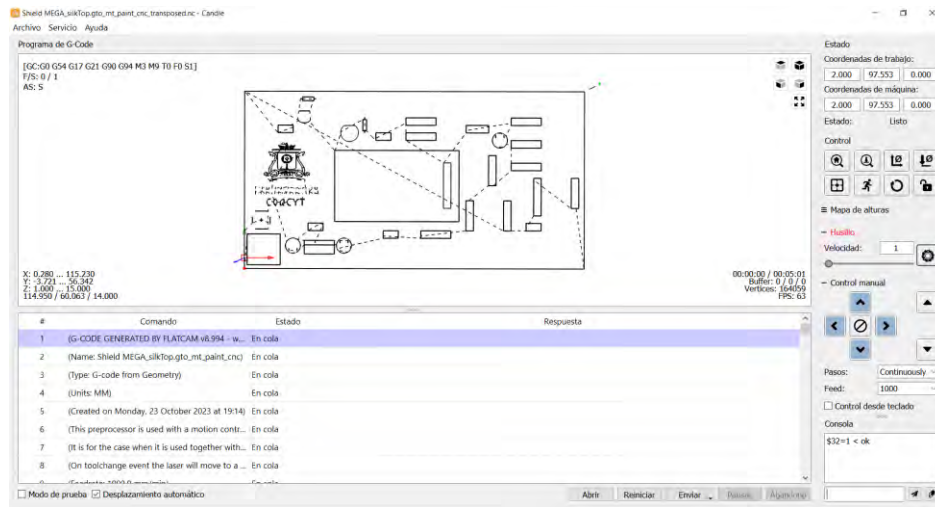 Shield MEGA_silkTop.gto_mt_paint_cnc_transposed.nc - Candle
Archivo Servicio Ayuda
Programa de G-Code
[GC:G0 G54 G17 G21 G90 G94 M3 M9 T0 F0 S1]
F/S: 0 / 1
AS: S
COQCYT
X: 0.280 ... 115.230
Y: -3.721 ... 56.342
Z: 1.000 ... 15.000
114.950 / 60.063 / 14.000
00:00:00 / 00:05:01
Buffer: 0 / 0 / 0
Vertices: 164059
FPS: 63
# Comando Estado Respuesta
1 (G-CODE GENERATED BY FLATCAM v8.994 - w... En cola
2 (Name: Shield MEGA_silkTop.gto_mt_paint_cnc) En cola
3 (Type: G-code from Geometry) En cola
4 (Units: MM) En cola
5 (Created on Monday, 23 October 2023 at 19:14) En cola
6 (This preprocessor is used with a motion contr... En cola
7 (It is for the case when it is used together with... En cola
8 (On toolchange event the laser will move to a ... En cola
Modo de prueba Desplazamiento automático
Abrir Reiniciar Enviar Pausar Abandono
Estado
Coordenadas de trabajo:
2.000 97.553 0.000
Coordenadas de máquina:
2.000 97.553 0.000
Estado: Listo
Control
Mapa de alturas
Husillo
Velocidad: 1
Control manual
Pasos: Continuously
Feed: 1000
Control desde teclado
Consola
$32=1 < ok